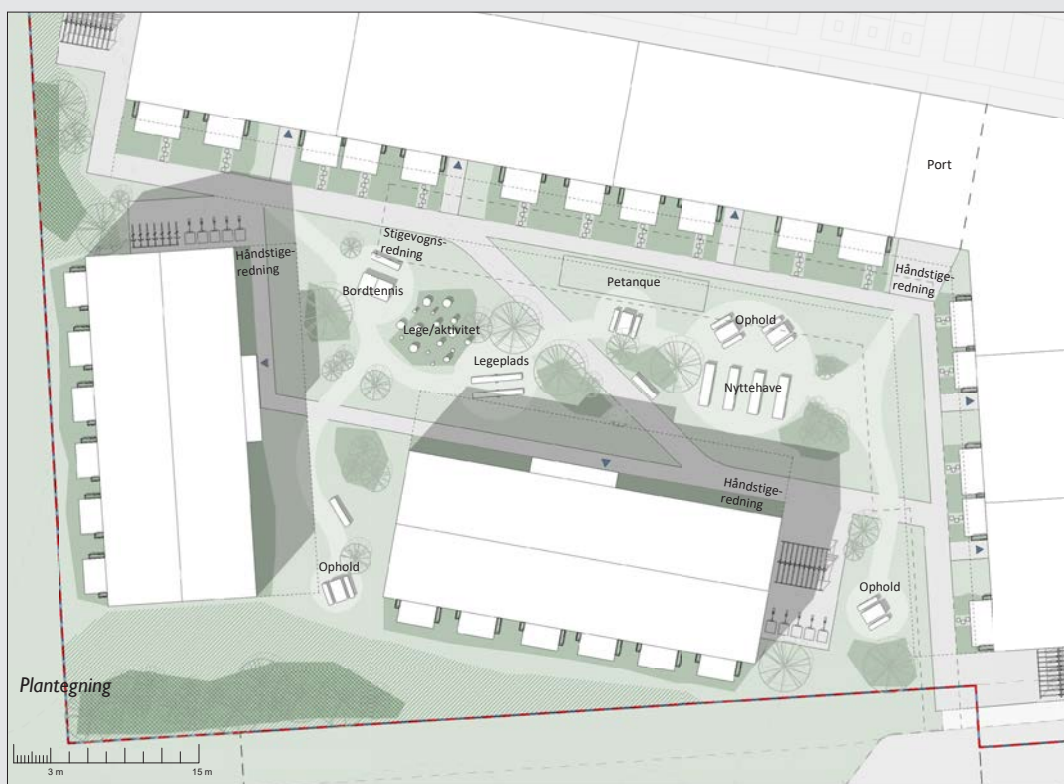 Port
Stigevogns-
redning
Håndstige-
redning
Håndstige-
redning
Bordtennis
Petanque
Ophold
Lege/aktivitet
Legeplads
Nyttehave
Håndstige-
redning
Ophold
Ophold
Plantegning
3 m
15 m